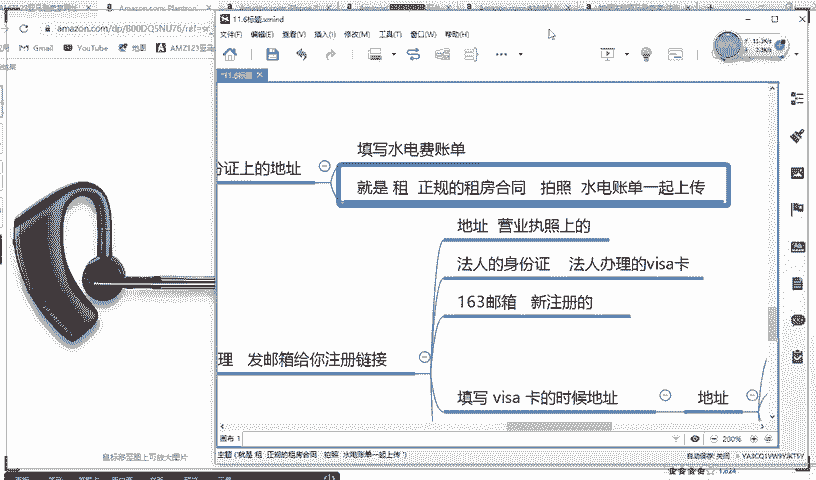 11.6标题.xmind
amazon.com/dp/B00DQ5NU76/ref=sr_
文件(F) 编辑(E) 查看(V) 插入(I) 修改(M) 工具(T) 窗口(W) 帮助(H)
Gmail YouTube 地图
*11.6标题
填写水电费账单
份证上的地址
就是 租 正规的租房合同 拍照 水电账单一起上传
地址 营业执照上的
法人的身份证 法人办理的visa卡
163邮箱 新注册的
理 发邮箱给你注册链接
填写 visa 卡的时候地址
地址
画布 1
200%
鼠标移至图上可放大图片
主题 ('就是 租 正规的租房合同 拍照 水电账单一起上传 ')
自动保存: 关闭
1,624